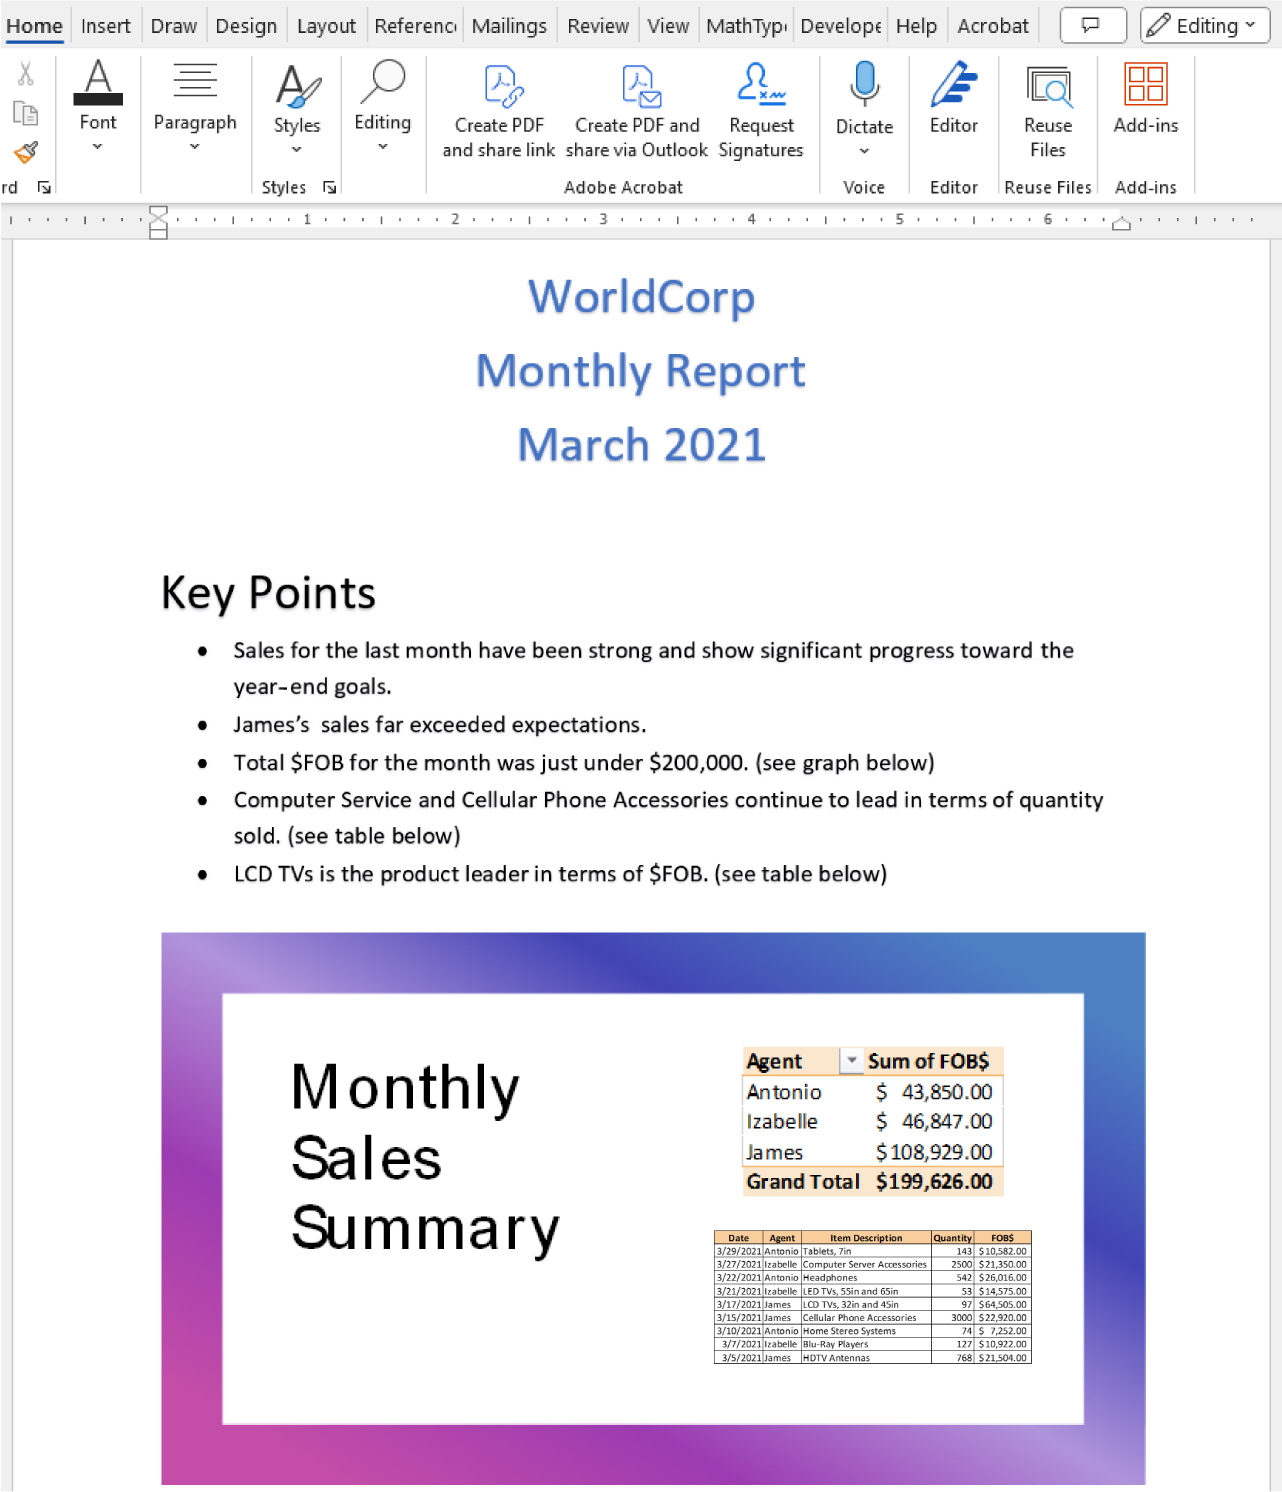 Home Insert Draw Design Layout Referenc Mailings Review View MathTyp Develope Help Acrobat Editing
Font Paragraph Styles Editing Create PDF and share link Create PDF and share via Outlook Request Signatures Dictate Editor Reuse Files Add-ins
rd Styles Adobe Acrobat Voice Editor Reuse Files Add-ins
1 2 3 4 5 6
WorldCorp
Monthly Report
March 2021
Key Points
• Sales for the last month have been strong and show significant progress toward the
year-end goals.
• James’s sales far exceeded expectations.
• Total $FOB for the month was just under $200,000. (see graph below)
• Computer Service and Cellular Phone Accessories continue to lead in terms of quantity
sold. (see table below)
• LCD TVs is the product leader in terms of $FOB. (see table below)
Monthly
Sales
Summary
Agent Sum of FOB$
Antonio $ 43,850.00
Izabelle $ 46,847.00
James $108,929.00
Grand Total $199,626.00
Date Agent Item Description Quantity FOB$
3/29/2021 Antonio Tablets, 7in 143 $10,582.00
3/27/2021 Izabelle Computer Server Accessories 2500 $21,350.00
3/22/2021 Antonio Headphones 542 $26,016.00
3/21/2021 Izabelle LED TVs, 55in and 65in 53 $14,575.00
3/17/2021 James LCD TVs, 32in and 45in 97 $64,505.00
3/15/2021 James Cellular Phone Accessories 3000 $22,920.00
3/10/2021 Antonio Home Stereo Systems 74 $ 7,252.00
3/7/2021 Izabelle Blu-Ray Players 127 $10,922.00
3/5/2021 James HDTV Antennas 768 $21,504.00